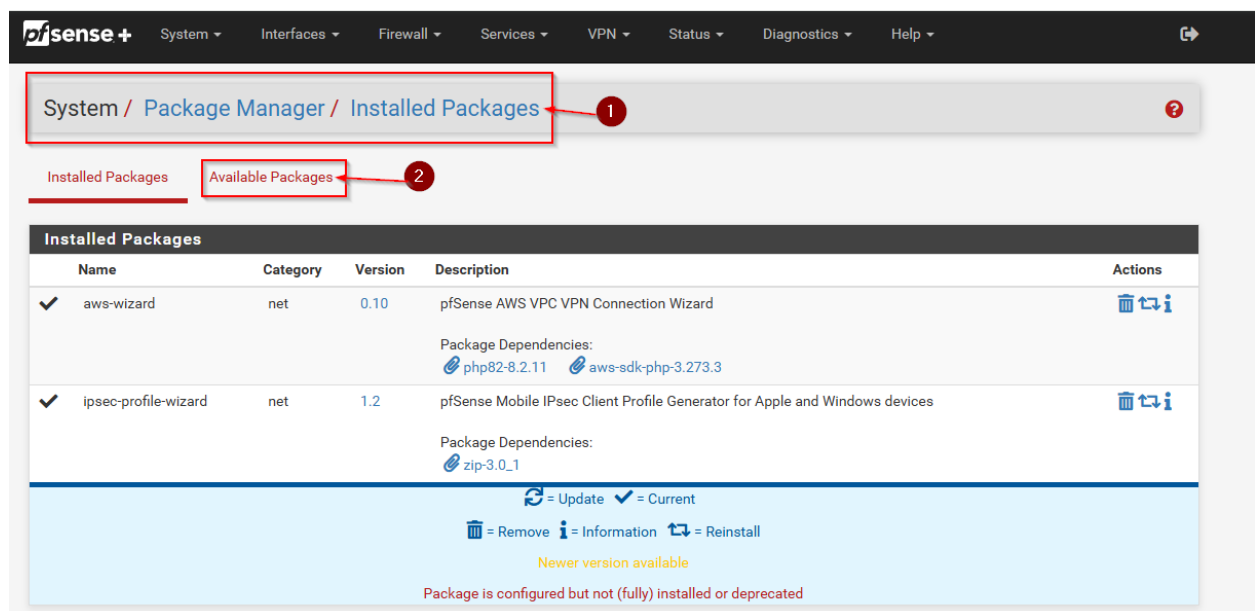 pfsense + System Interfaces Firewall Services VPN Status Diagnostics Help
System / Package Manager / Installed Packages 1
Installed Packages Available Packages 2
Installed Packages
Name Category Version Description Actions
aws-wizard net 0.10 pfSense AWS VPC VPN Connection Wizard
Package Dependencies:
php82-8.2.11 aws-sdk-php-3.273.3
ipsec-profile-wizard net 1.2 pfSense Mobile IPsec Client Profile Generator for Apple and Windows devices
Package Dependencies:
zip-3.0_1
= Update = Current
= Remove = Information = Reinstall
Newer version available
Package is configured but not (fully) installed or deprecated